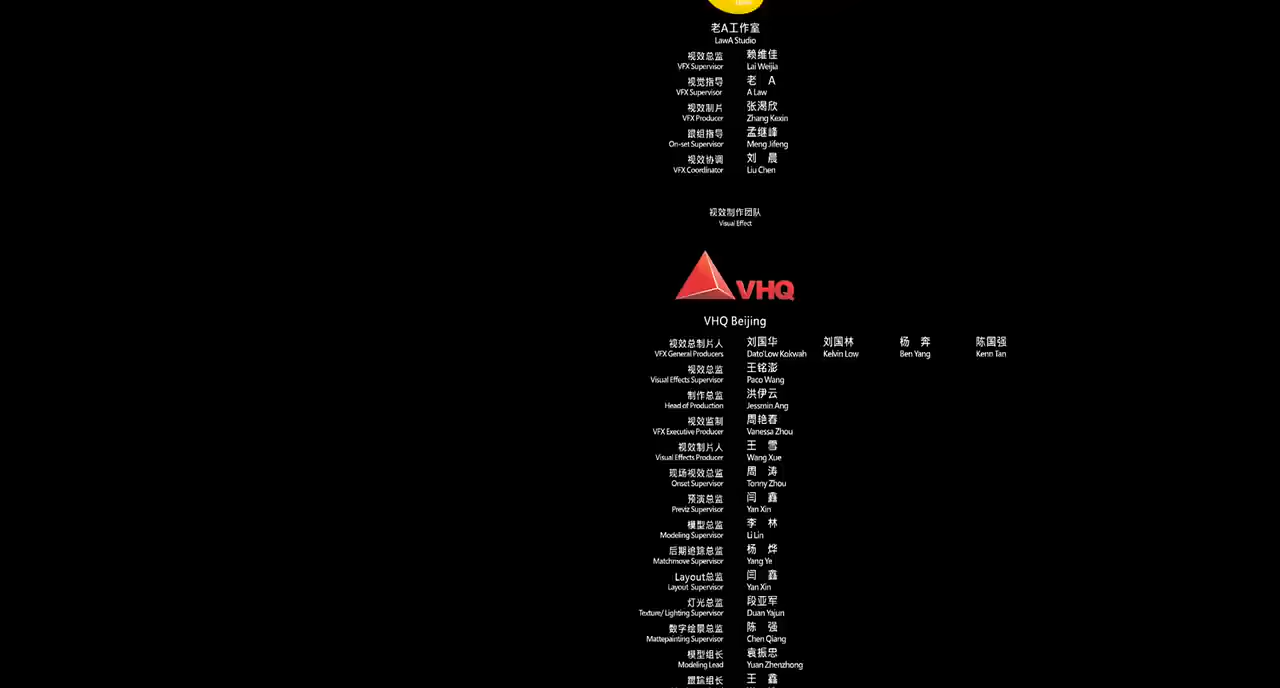 老A工作室
LawA Studio
视效总监 赖维佳
VFX Supervisor Lai Weijia
视觉指导 老 A
VFX Supervisor A Law
视效制片 张渴欣
VFX Producer Zhang Kexin
跟组指导 孟继峰
On-set Supervisor Meng Jifeng
视效协调 刘 晨
VFX Coordinator Liu Chen
视效制作团队
Visual Effect
VHQ
VHQ Beijing
视效总制片人 刘国华 刘国林 杨 奔 陈国强
VFX General Producers Dato'Low Kokwah Kelvin Low Ben Yang Kenn Tan
视效总监 王铭澎
Visual Effects Supervisor Paco Wang
制作总监 洪伊云
Head of Production Jessmin Ang
视效监制 周艳春
VFX Executive Producer Vanessa Zhou
视效制片人 王 雪
Visual Effects Producer Wang Xue
现场视效总监 周 涛
Onset Supervisor Tonny Zhou
预演总监 闫 鑫
Previz Supervisor Yan Xin
模型总监 李 林
Modeling Supervisor Li Lin
后期追踪总监 杨 烨
Matchmove Supervisor Yang Ye
Layout总监 闫 鑫
Layout Supervisor Yan Xin
灯光总监 段亚军
Texture/ Lighting Supervisor Duan Yajun
数字绘景总监 陈 强
Mattepainting Supervisor Chen Qiang
模型组长 袁振忠
Modeling Lead Yuan Zhenzhong
跟踪组长 王 鑫